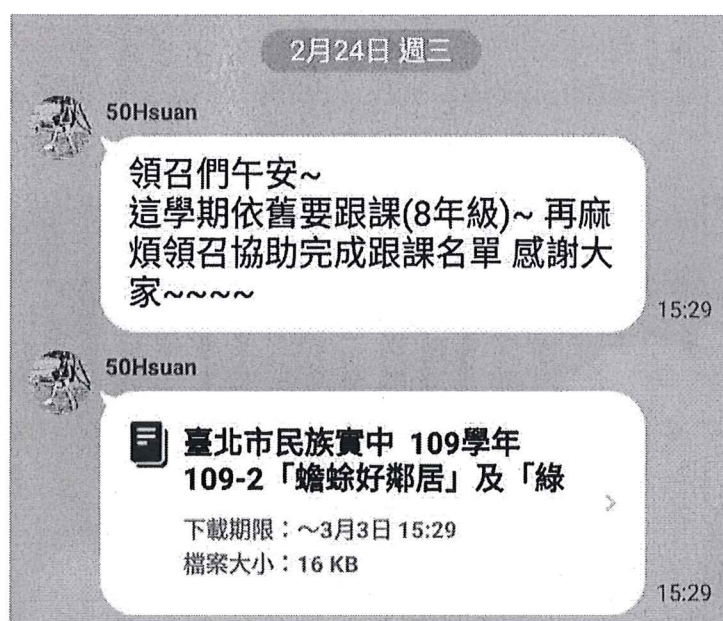 2月24日 週三
50Hsuan
領召們午安~
這學期依舊要跟課(8年級)~ 再麻
煩領召協助完成跟課名單 感謝大
家~~~~
15:29
50Hsuan
臺北市民族實中 109學年
109-2「蟾蜍好鄰居」及「綠
下載期限：～3月3日 15:29
檔案大小：16 KB
15:29